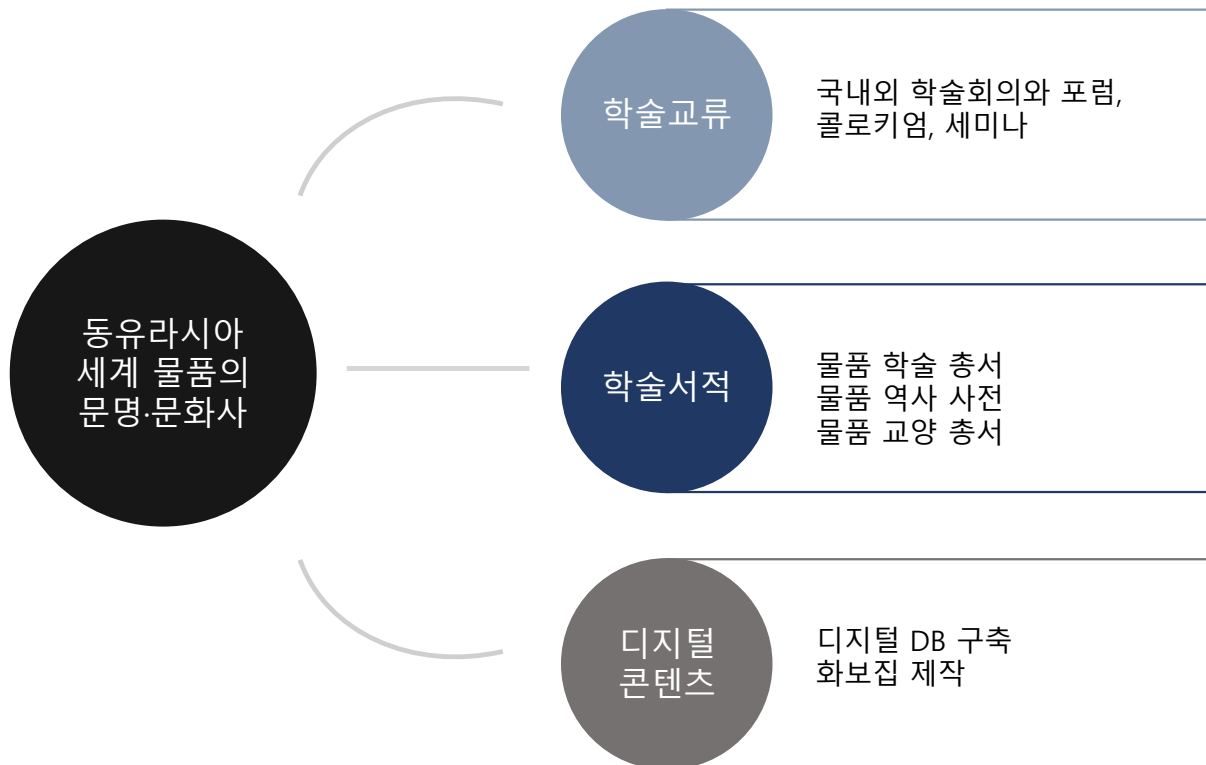 동유라시아
세계 물품의
문명·문화사
학술교류
국내외 학술회의와 포럼,
콜로키엄, 세미나
학술서적
물품 학술 총서
물품 역사 사전
물품 교양 총서
디지털
콘텐츠
디지털 DB 구축
화보집 제작